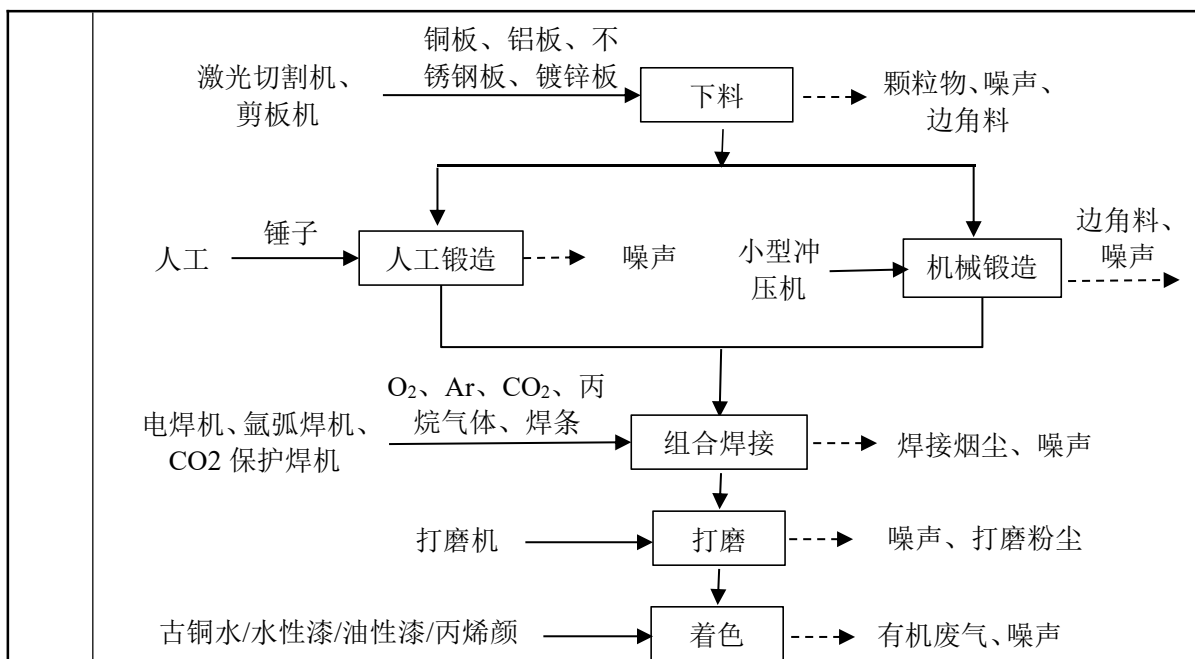 铜板、铝板、不
锈钢板、镀锌板
激光切割机、
剪板机
下料
颗粒物、噪声、
边角料
人工
锤子
人工锻造
噪声
小型冲
压机
机械锻造
边角料、
噪声
O₂、Ar、CO₂、丙
烷气体、焊条
电焊机、氩弧焊机、
CO2 保护焊机
组合焊接
焊接烟尘、噪声
打磨机
打磨
噪声、打磨粉尘
古铜水/水性漆/油性漆/丙烯颜
着色
有机废气、噪声